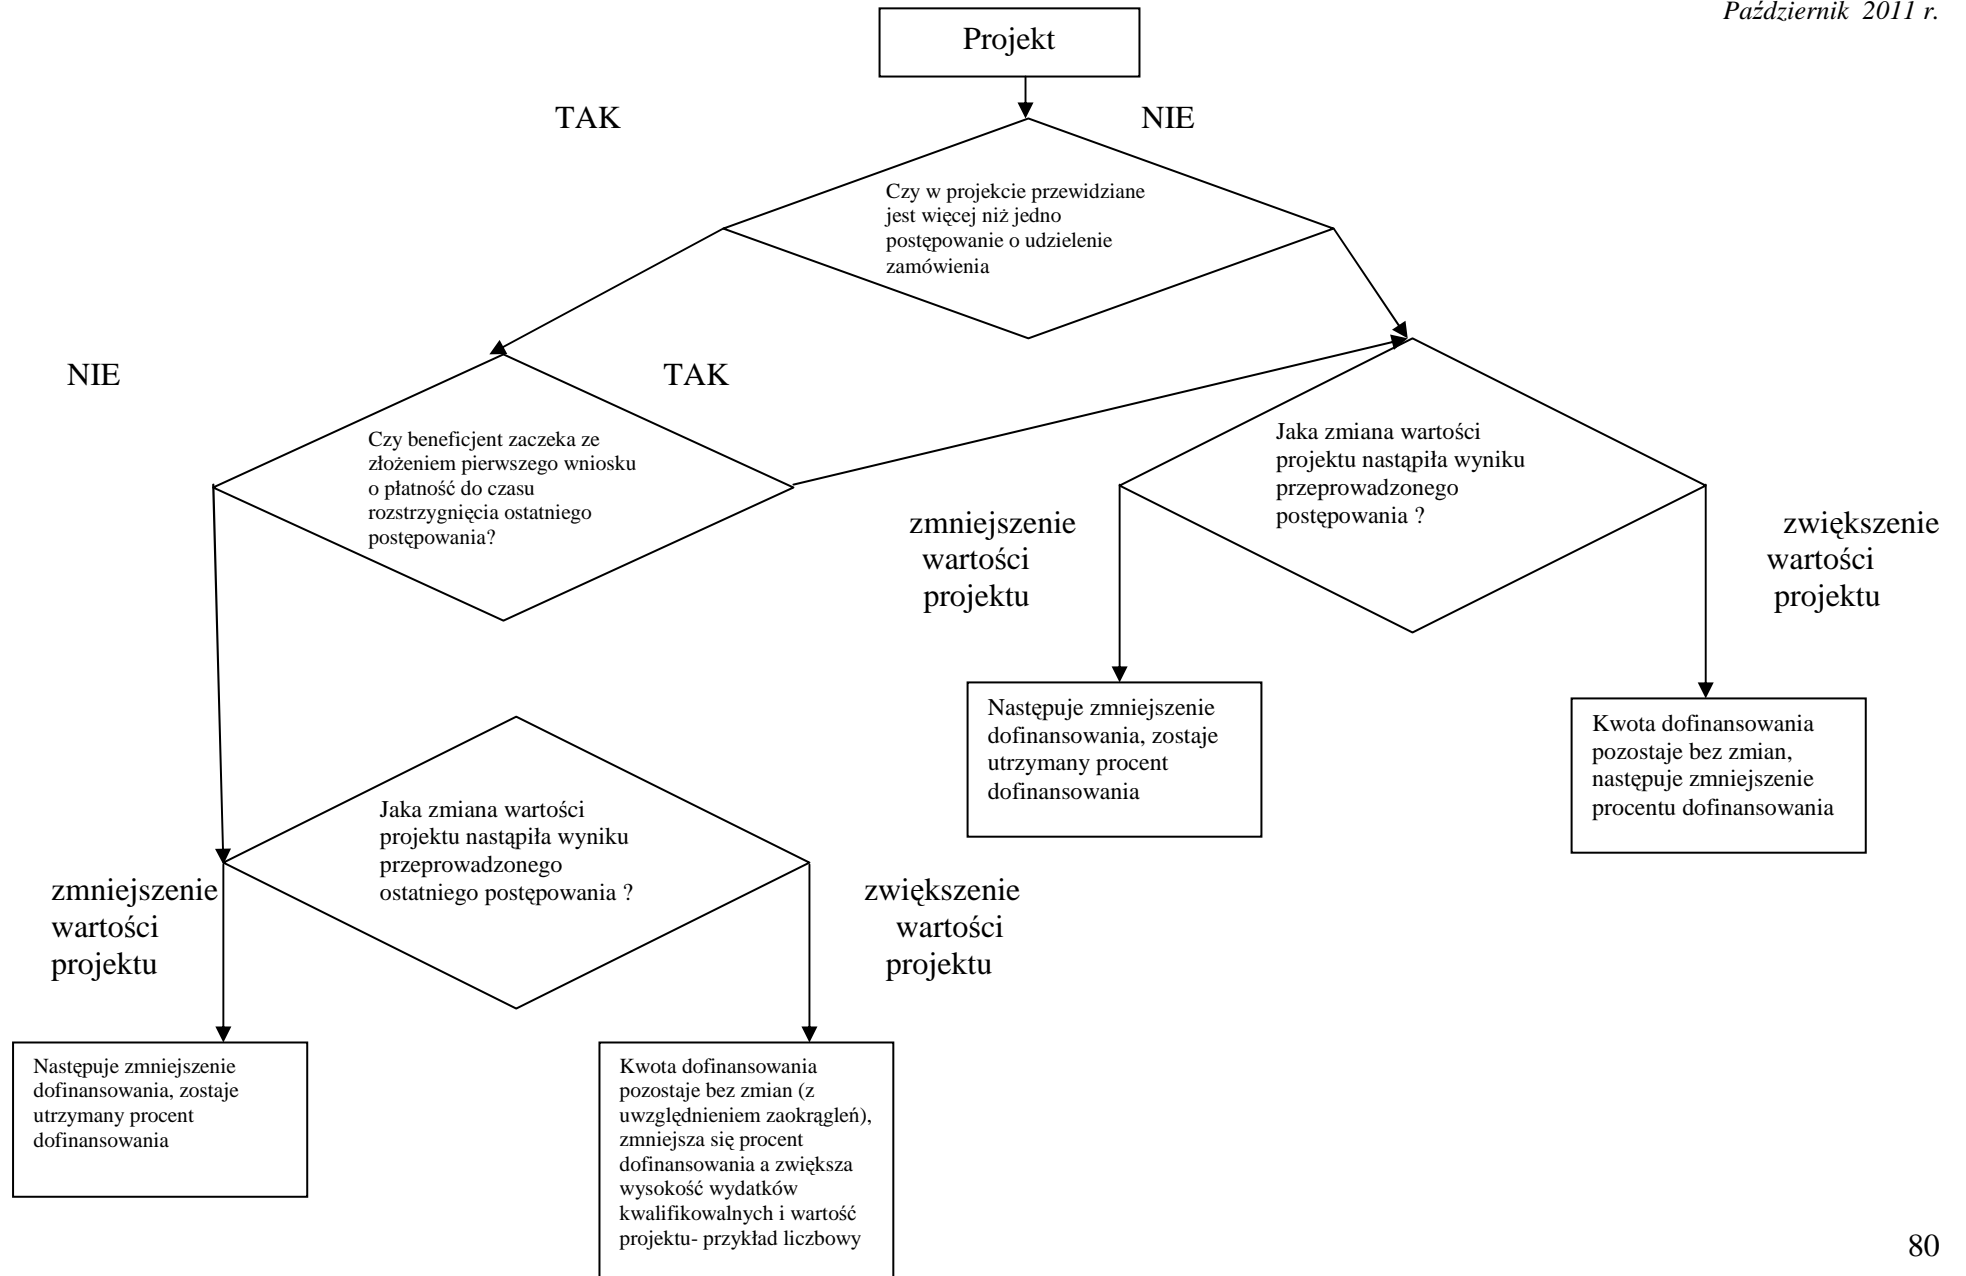 Październik 2011 r.
Projekt
TAK
NIE
Czy w projekcie przewidziane
jest więcej niż jedno
postępowanie o udzielenie
zamówienia
NIE
TAK
Czy beneficjent zaczeka ze
złożeniem pierwszego wniosku
o płatność do czasu
rozstrzygnięcia ostatniego
postępowania?
Jaka zmiana wartości
projektu nastąpiła wyniku
przeprowadzonego
postępowania ?
zmniejszenie
wartości
projektu
zwiększenie
wartości
projektu
Następuje zmniejszenie
dofinansowania, zostaje
utrzymany procent
dofinansowania
Kwota dofinansowania
pozostaje bez zmian,
następuje zmniejszenie
procentu dofinansowania
Jaka zmiana wartości
projektu nastąpiła wyniku
przeprowadzonego
ostatniego postępowania ?
zmniejszenie
wartości
projektu
zwiększenie
wartości
projektu
Następuje zmniejszenie
dofinansowania, zostaje
utrzymany procent
dofinansowania
Kwota dofinansowania
pozostaje bez zmian (z
uwzględnieniem zaokrągleń),
zmniejsza się procent
dofinansowania a zwiększa
wysokość wydatków
kwalifikowalnych i wartość
projektu- przykład liczbowy
80